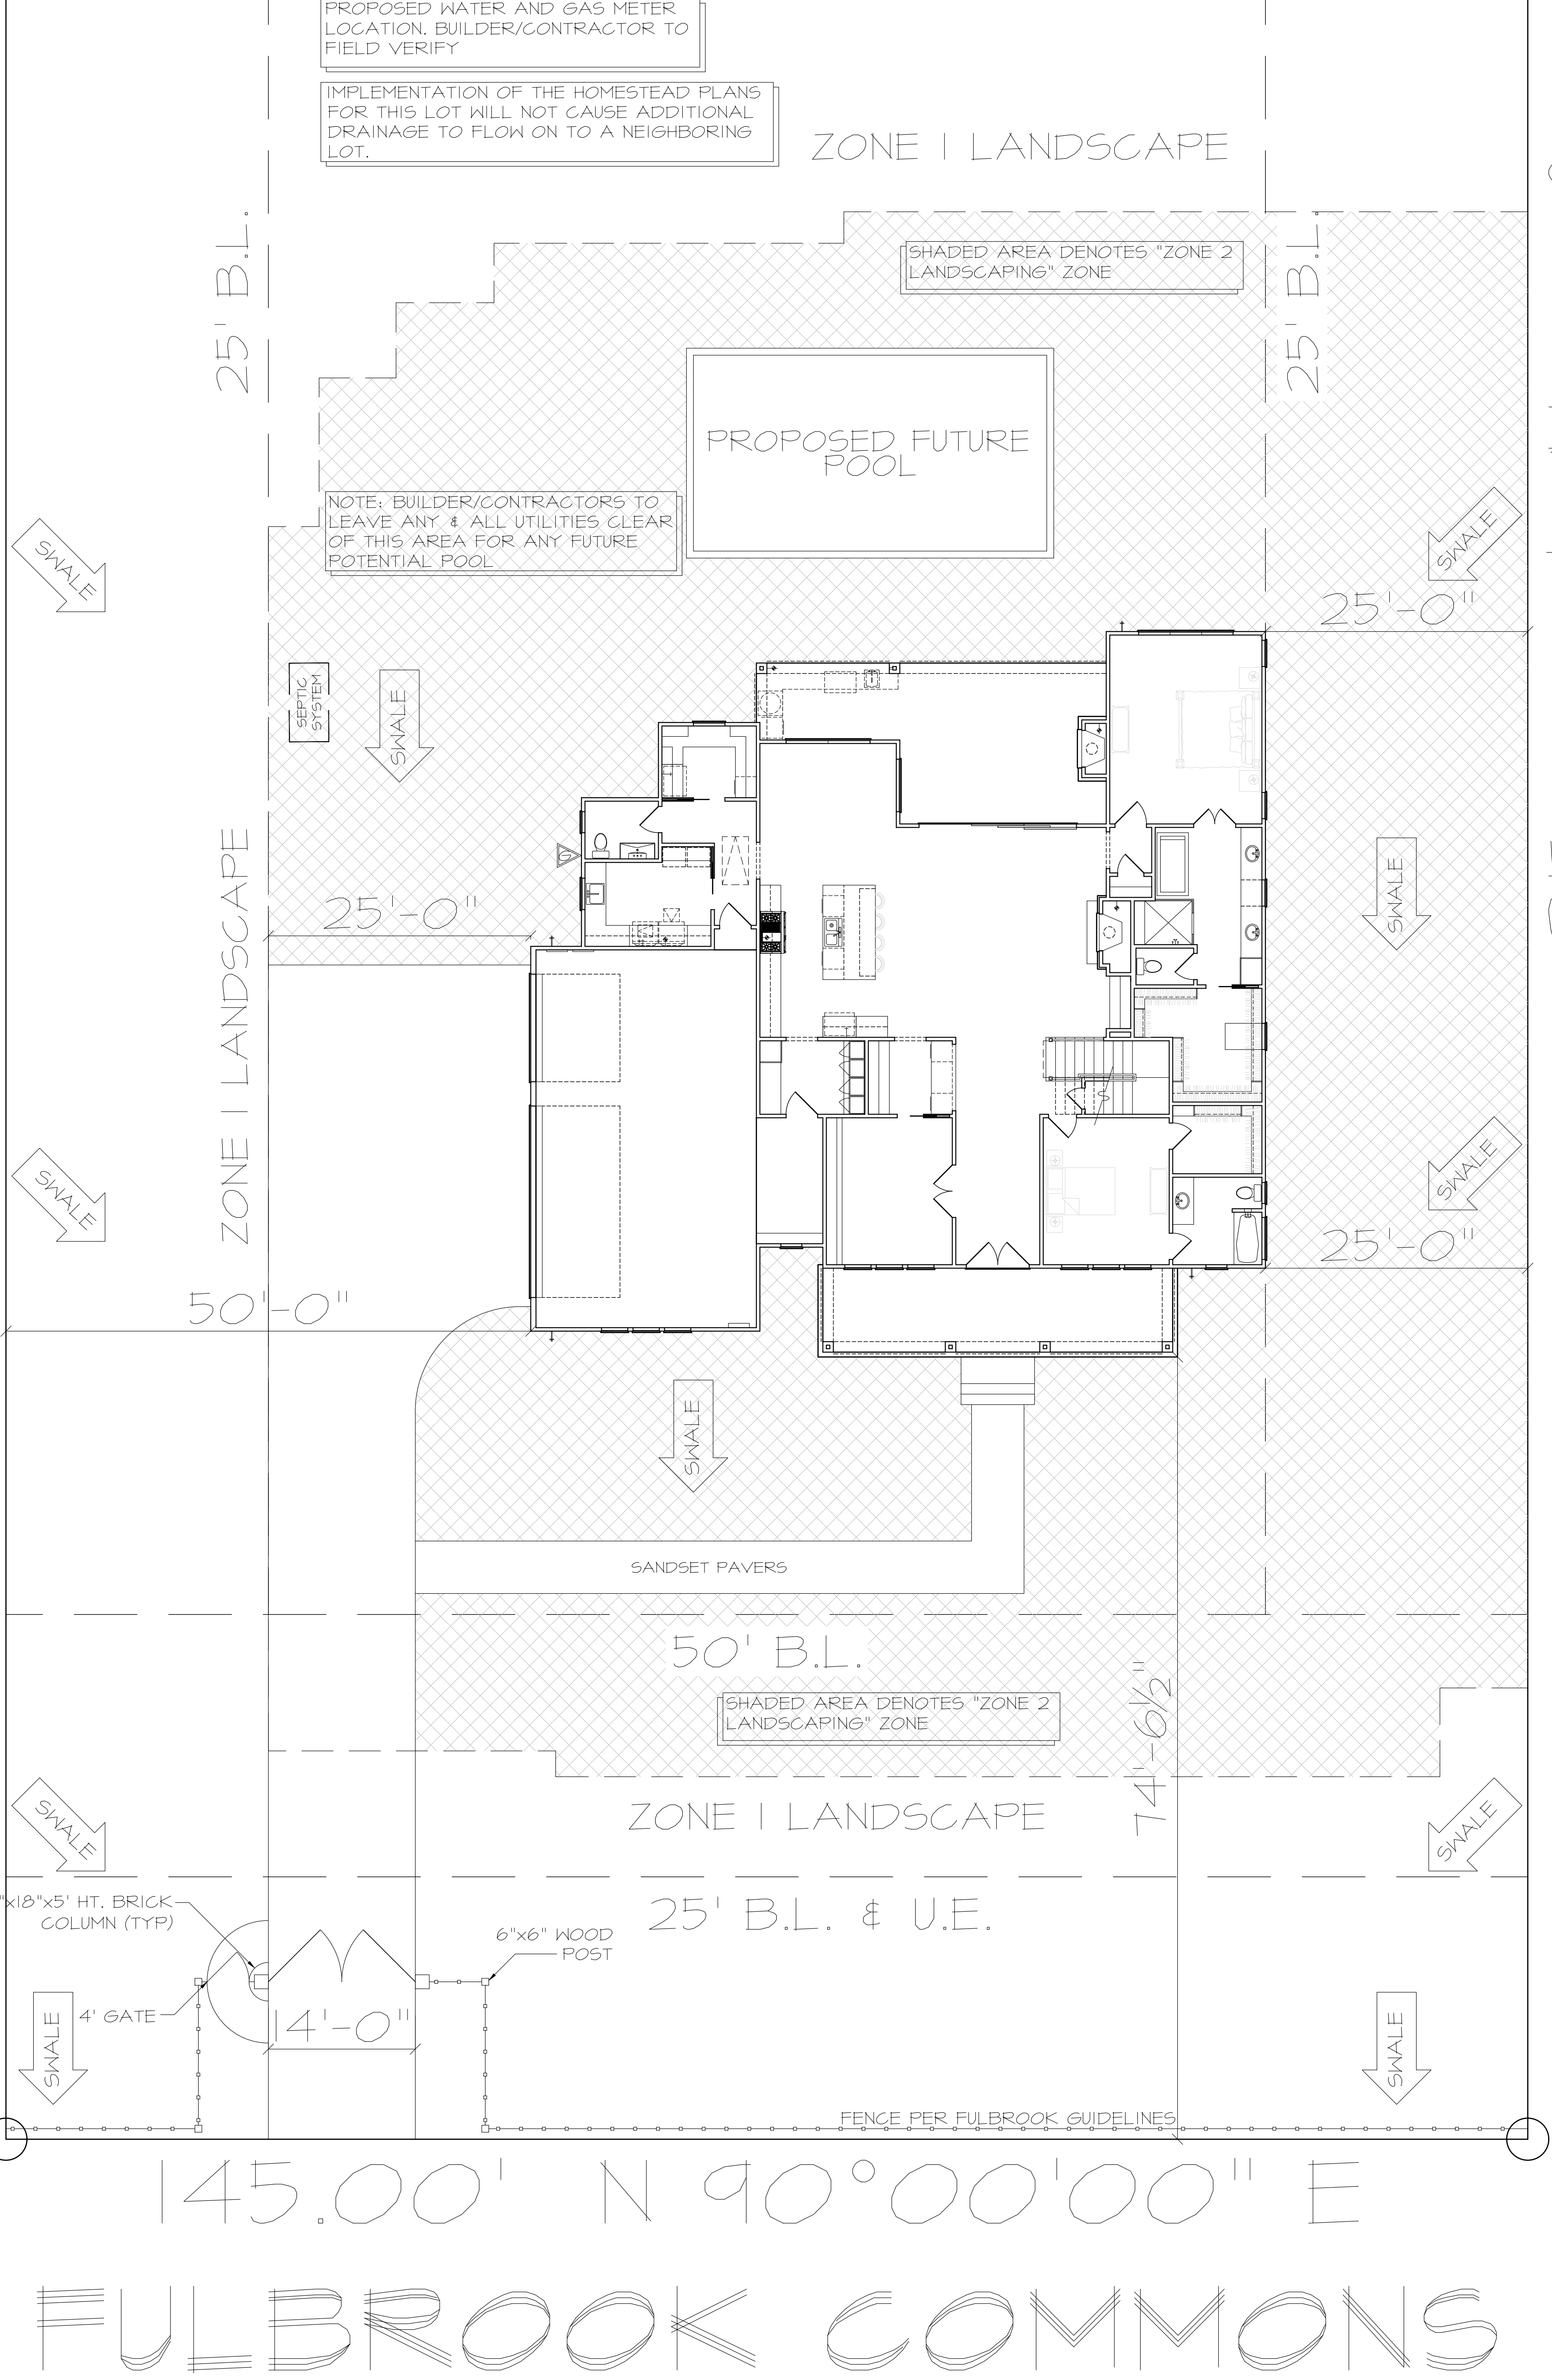 PROPOSED WATER AND GAS METER
LOCATION. BUILDER/CONTRACTOR TO
FIELD VERIFY
IMPLEMENTATION OF THE HOMESTEAD PLANS
FOR THIS LOT WILL NOT CAUSE ADDITIONAL
DRAINAGE TO FLOW ON TO A NEIGHBORING
LOT.
ZONE 1 LANDSCAPE
25' B.L.
25' B.L.
SHADED AREA DENOTES "ZONE 2
LANDSCAPING" ZONE
PROPOSED FUTURE
POOL
NOTE: BUILDER/CONTRACTORS TO
LEAVE ANY & ALL UTILITIES CLEAR
OF THIS AREA FOR ANY FUTURE
POTENTIAL POOL
SWALE
SWALE
25'-0"
SEPTIC
SYSTEM
SWALE
G
SWALE
25'-0"
ZONE 1 LANDSCAPE
S
SWALE
SWALE
25'-0"
50'-0"
SWALE
SANDSET PAVERS
50' B.L.
SHADED AREA DENOTES "ZONE 2
LANDSCAPING" ZONE
74'-6½"
ZONE 1 LANDSCAPE
SWALE
SWALE
"x18"x5' HT. BRICK
COLUMN (TYP)
25' B.L. & U.E.
6"x6" WOOD
POST
4' GATE
14'-0"
SWALE
SWALE
FENCE PER FULBROOK GUIDELINES
145.00' N 90°00'00" E
FULBROOK COMMONS